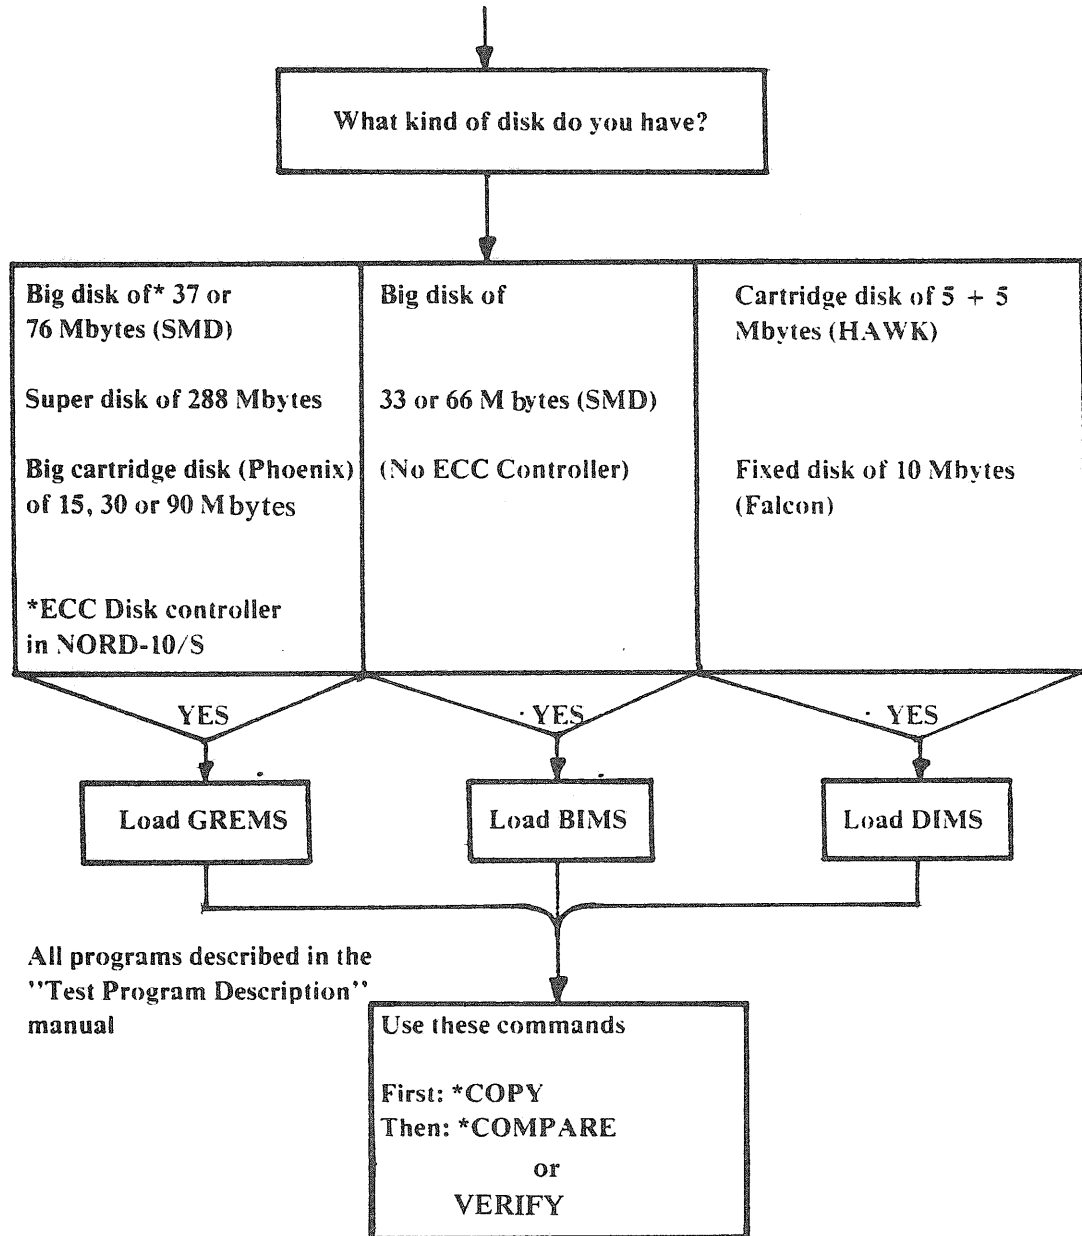 What kind of disk do you have?
Big disk of* 37 or
76 Mbytes (SMD)
Super disk of 288 Mbytes
Big cartridge disk (Phoenix)
of 15, 30 or 90 Mbytes
*ECC Disk controller
in NORD-10/S
Big disk of
33 or 66 M bytes (SMD)
(No ECC Controller)
Cartridge disk of 5 + 5
Mbytes (HAWK)
Fixed disk of 10 Mbytes
(Falcon)
YES
YES
YES
Load GREMS
Load BIMS
Load DIMS
All programs described in the
''Test Program Description''
manual
Use these commands
First: *COPY
Then: *COMPARE
or
VERIFY